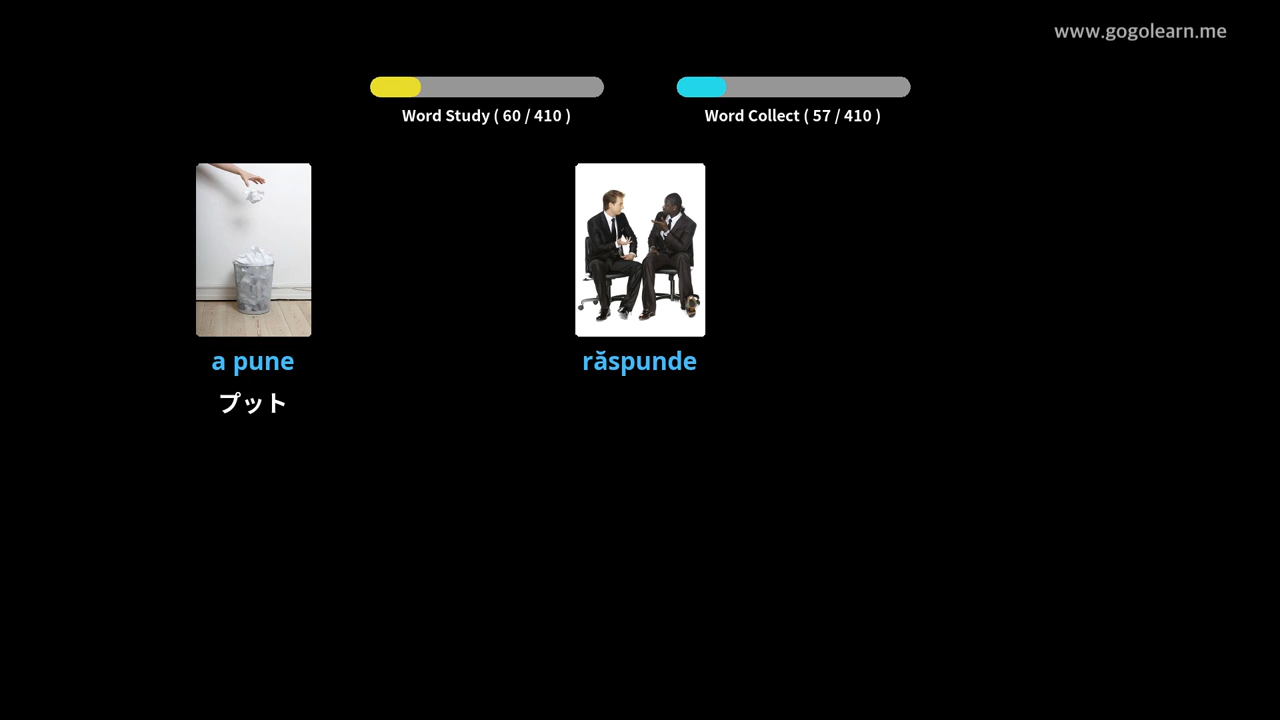 www.gogolearn.me
Word Study ( 60 / 410 )
Word Collect ( 57 / 410 )
a pune
プット
răspunde